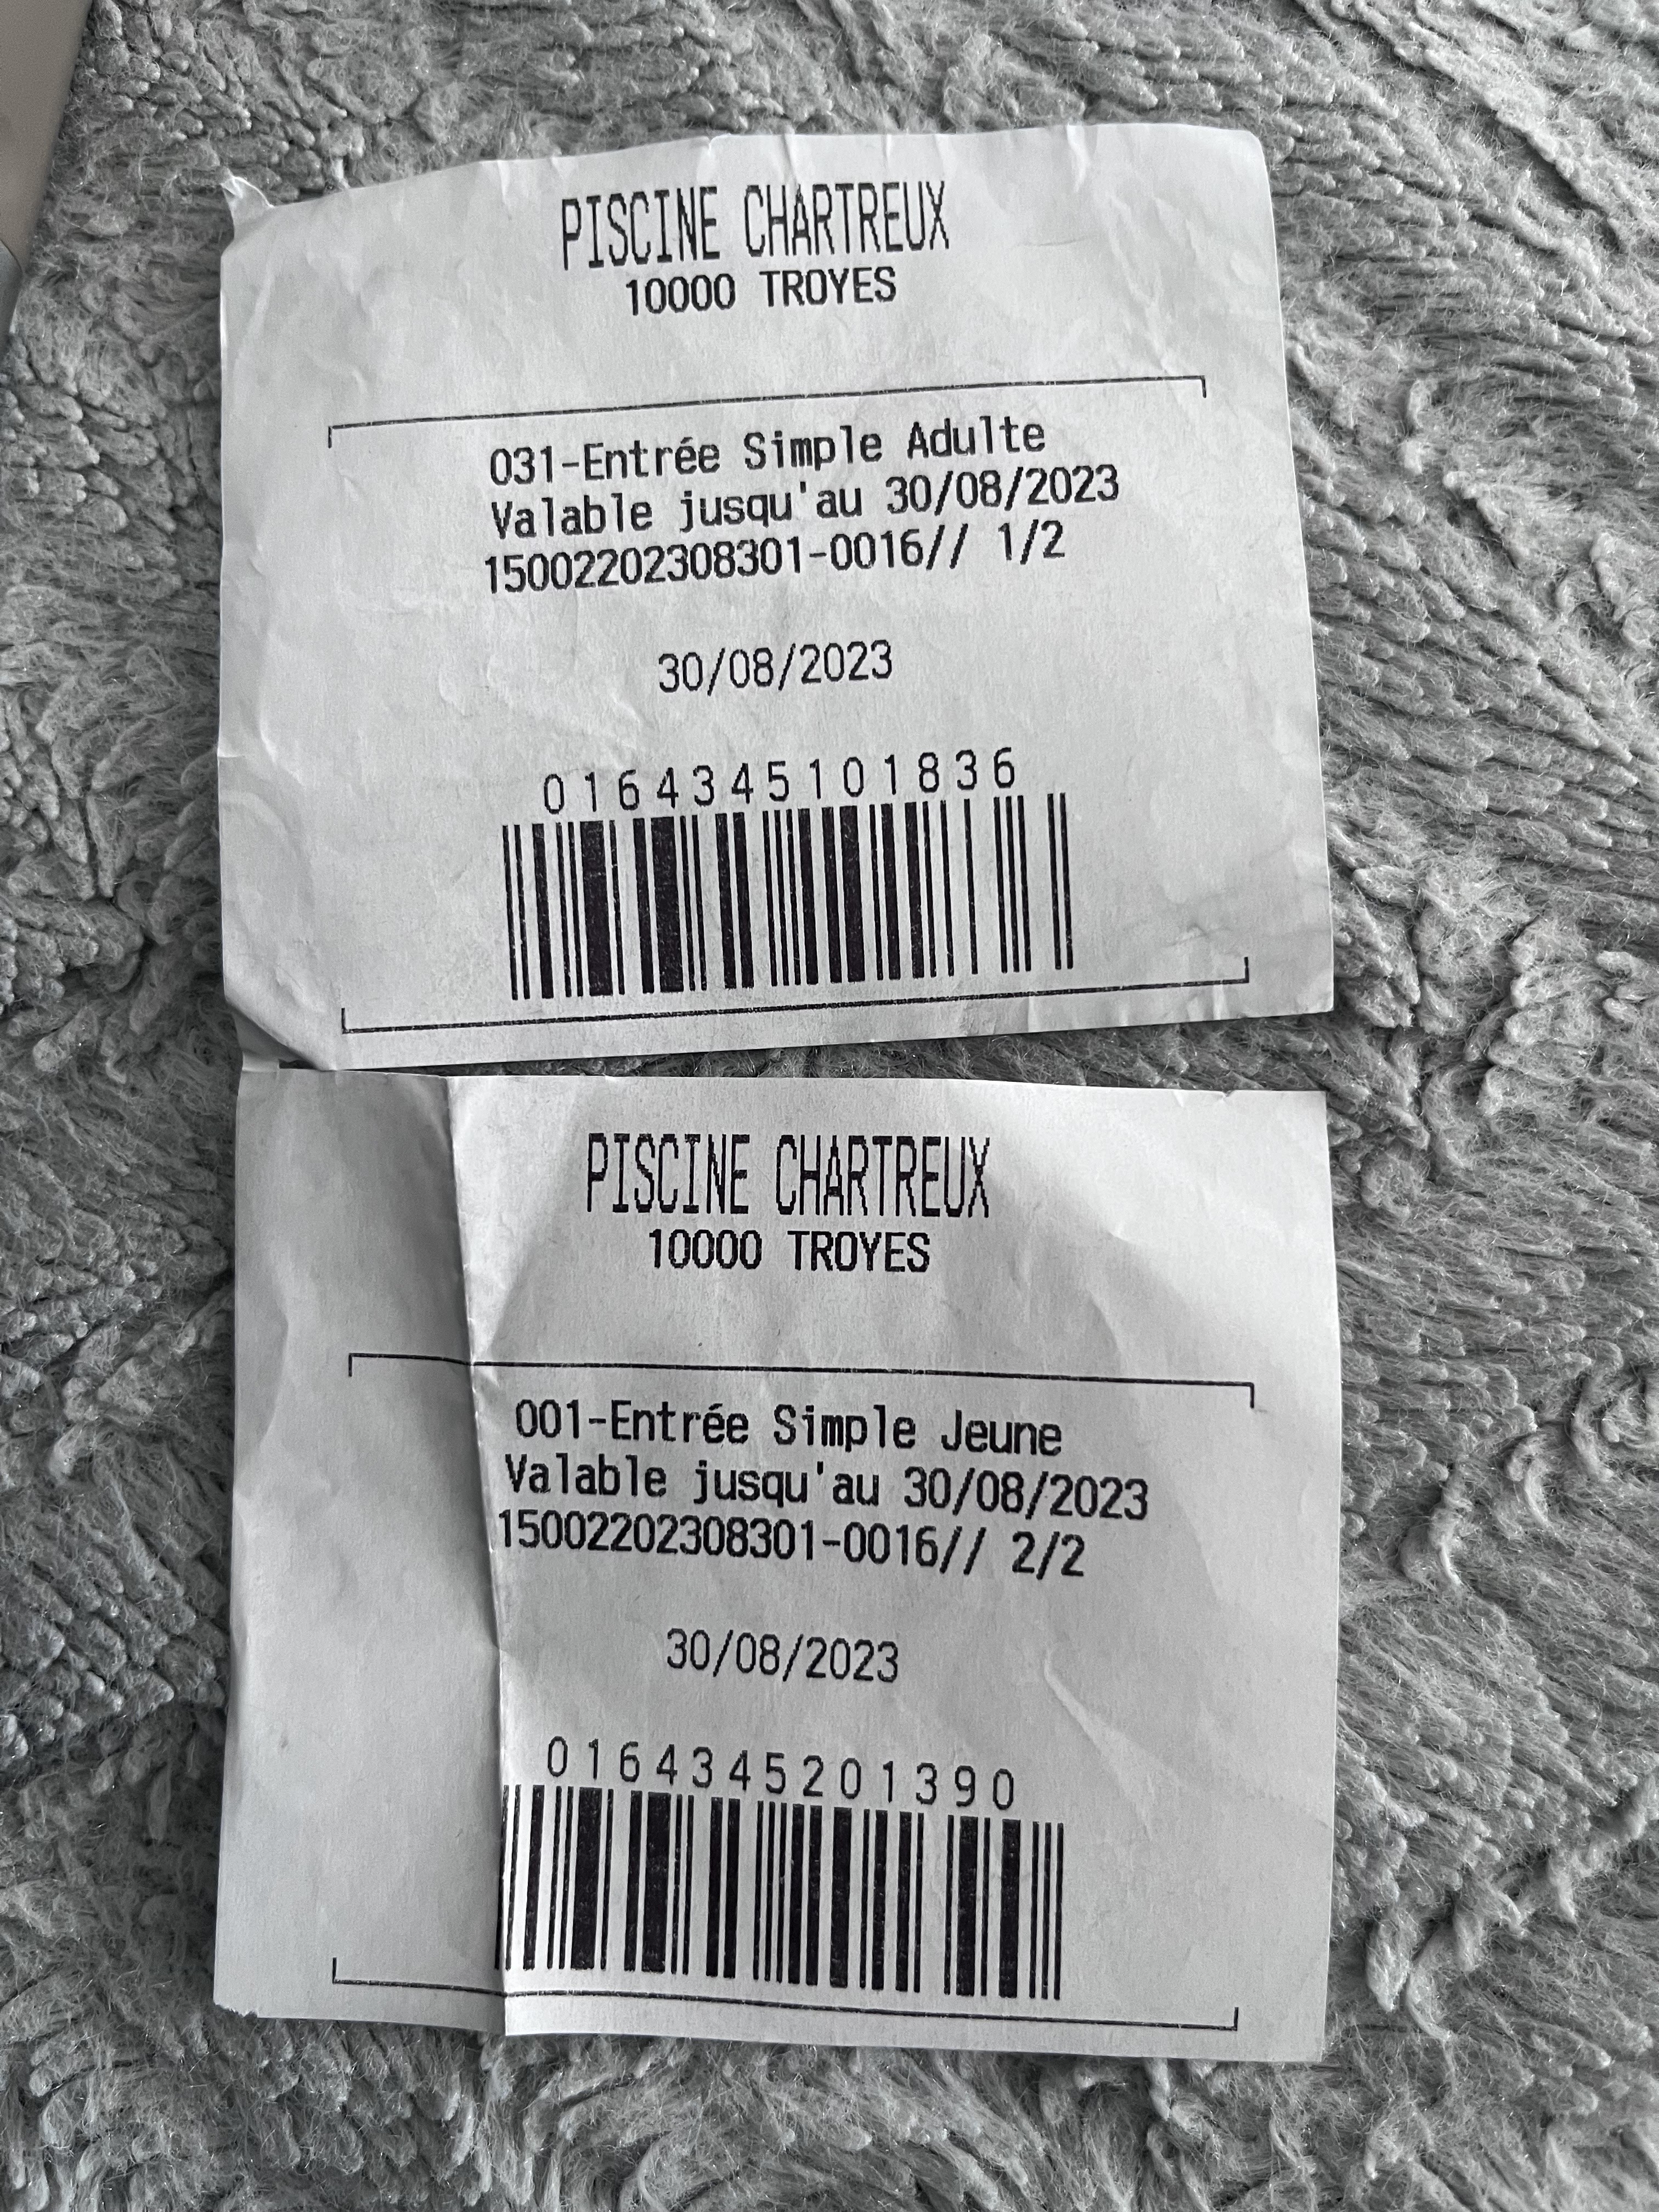 PISCINE CHARTREUX
10000 TROYES
031-Entrée Simple Adulte
Valable jusqu'au 30/08/2023
15002202308301-0016// 1/2
30/08/2023
0164345101836
PISCINE CHARTREUX
10000 TROYES
001-Entrée Simple Jeune
Valable jusqu'au 30/08/2023
15002202308301-0016// 2/2
30/08/2023
0164345201390